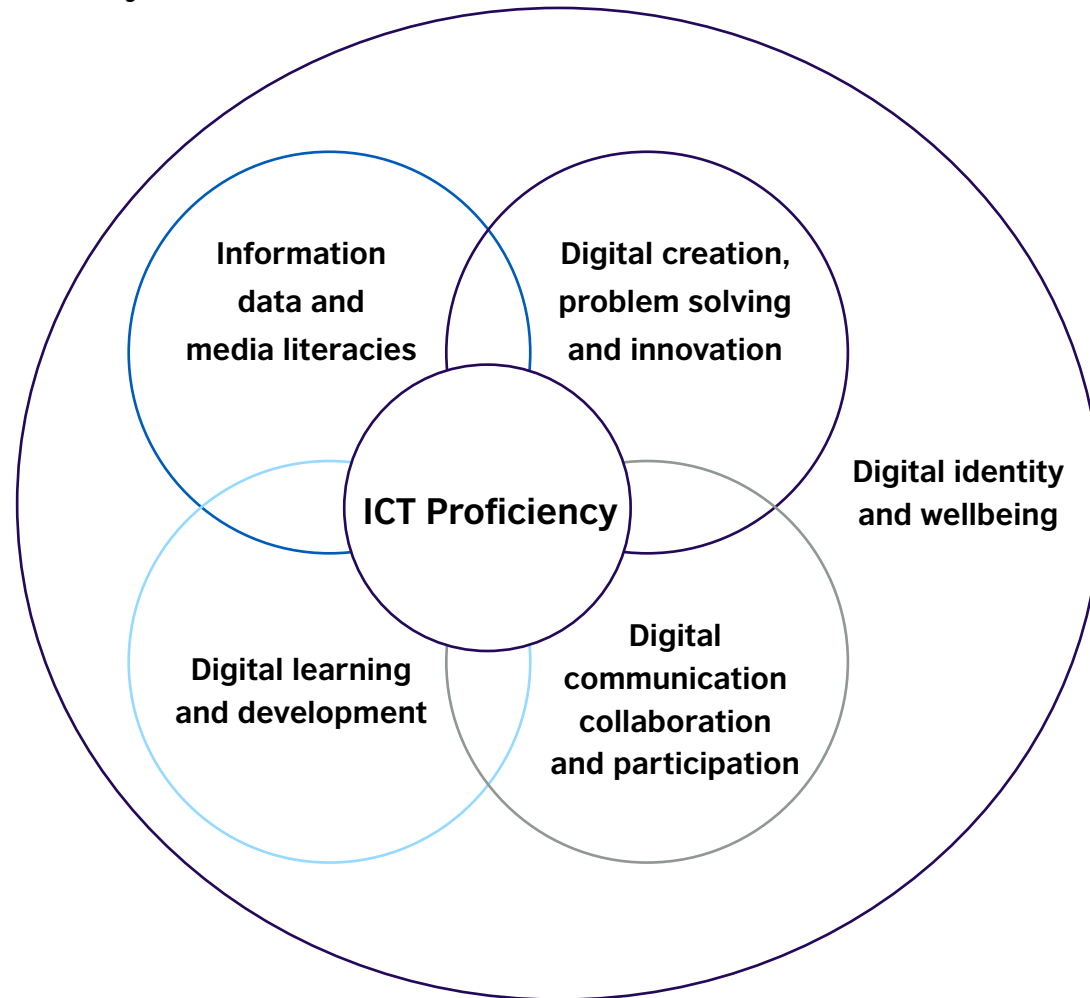 Information
data and
media literacies
Digital creation,
problem solving
and innovation
Digital identity
and wellbeing
ICT Proficiency
Digital learning
and development
Digital
communication
collaboration
and participation